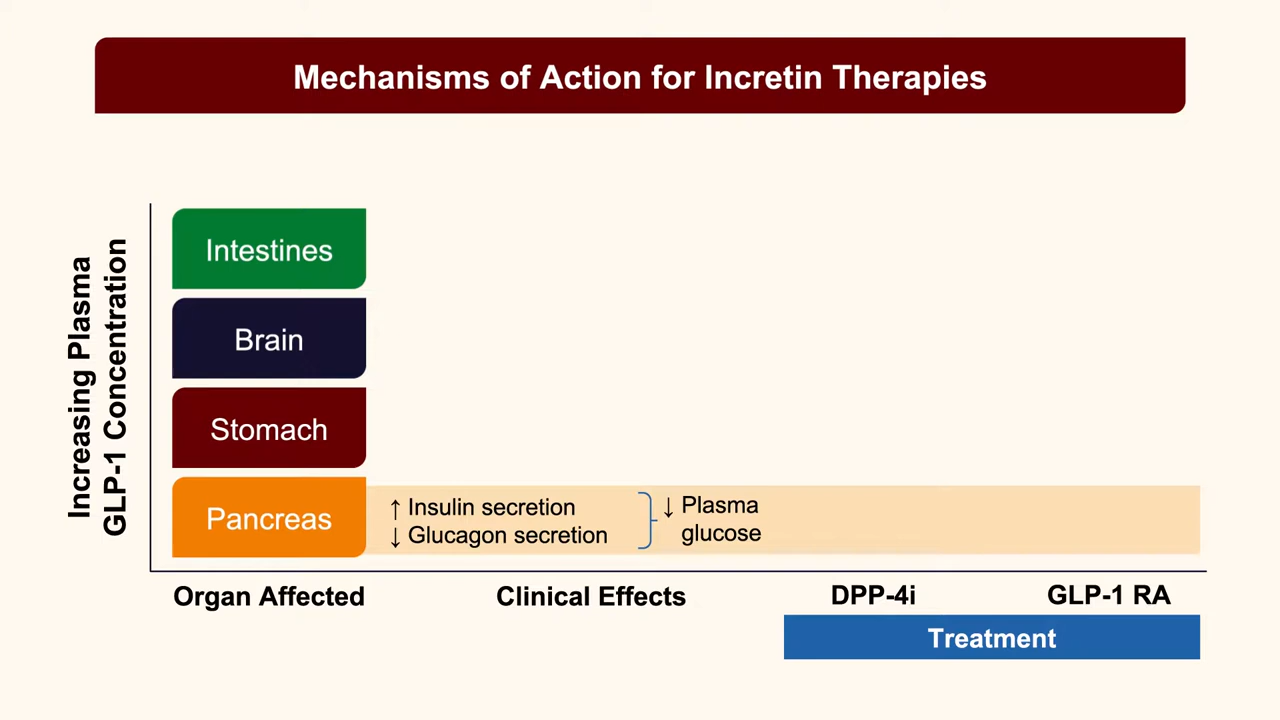 Mechanisms of Action for Incretin Therapies
Increasing Plasma
GLP-1 Concentration
Intestines
Brain
Stomach
Pancreas
↑ Insulin secretion
↓ Glucagon secretion
↓ Plasma
glucose
Organ Affected
Clinical Effects
DPP-4i
GLP-1 RA
Treatment